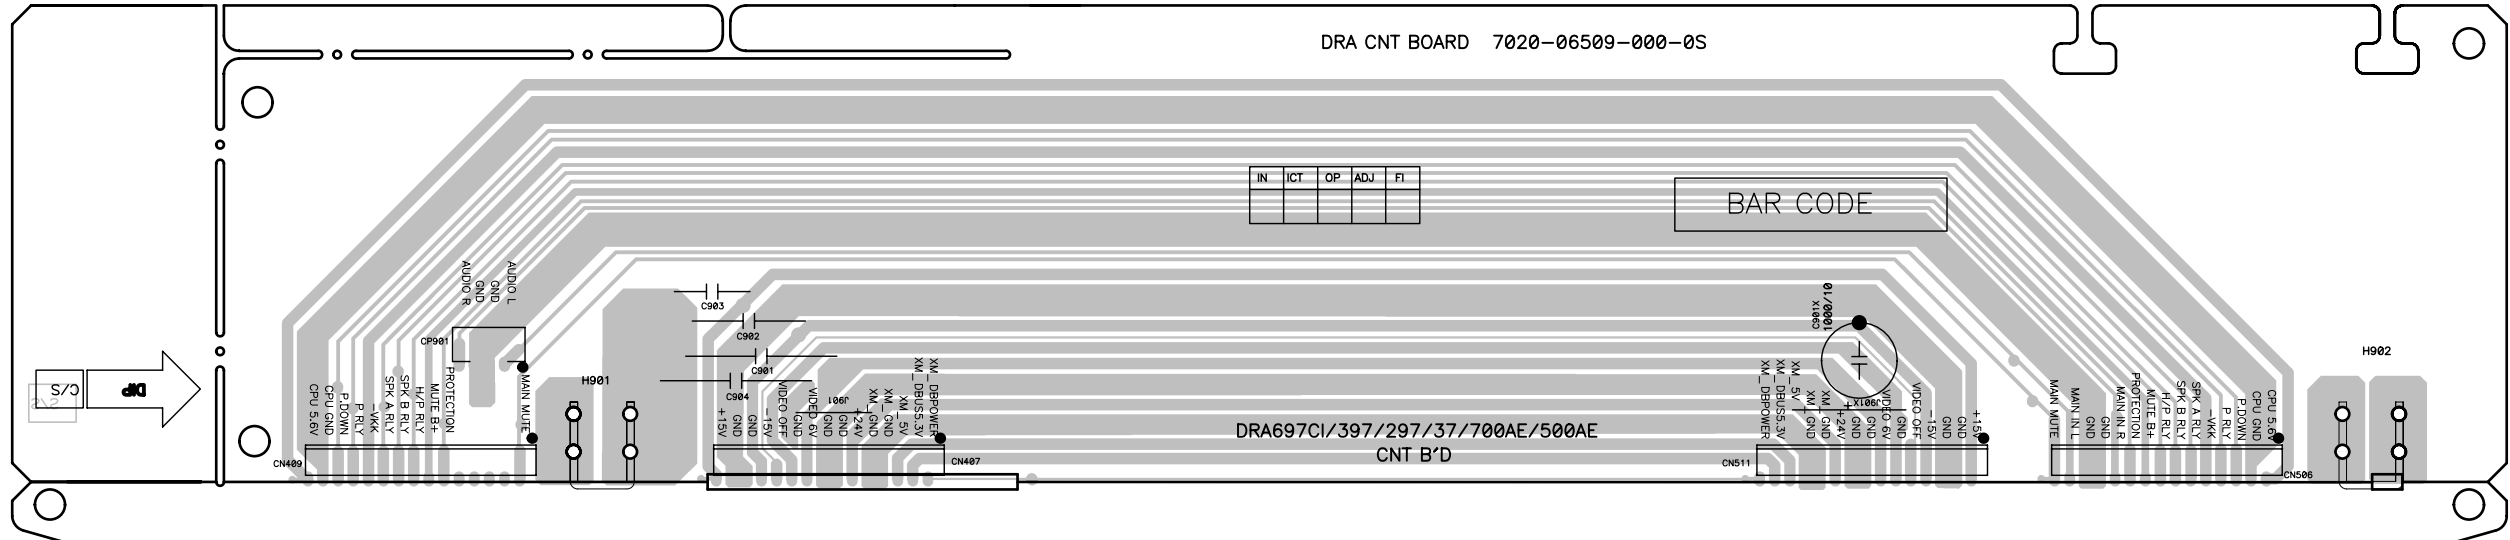 DRA CNT BOARD 7020-06509-000-0S
IN ICT OP ADJ FI
BAR CODE
AUDIO R
GND
GND
AUDIO L
CP901
C903
C902
C901
C904
C901X
1000/10
H901
H902
C/S
S/S
DIP
CPU 5.6V
CPU GND
P.DOWN
P.RLY
-VKK
SPK A RLY
SPK B RLY
H/P RLY
MUTE B+
PROTECTION
MAIN MUTE
CN409
+15V
GND
GND
-15V
VIDEO OFF
GND
VIDEO 6V
GND
GND
+24V
XM_GND
XM_GND
XM_5V
XM_DBUS5.3V
XM_DBPOWER
J901
CN407
DRA697CI/397/297/37/700AE/500AE
CNT B'D
XM_DBPOWER
XM_DBUS5.3V
XM_5V
XM_GND
XM_GND
+24V
GND
GND
VIDEO 6V
GND
VIDEO OFF
-15V
GND
GND
+15V
J901X
CN511
MAIN MUTE
MAIN IN L
GND
GND
MAIN IN R
PROTECTION
MUTE B+
H/P RLY
SPK B RLY
SPK A RLY
-VKK
P.RLY
P.DOWN
CPU GND
CPU 5.6V
CN506